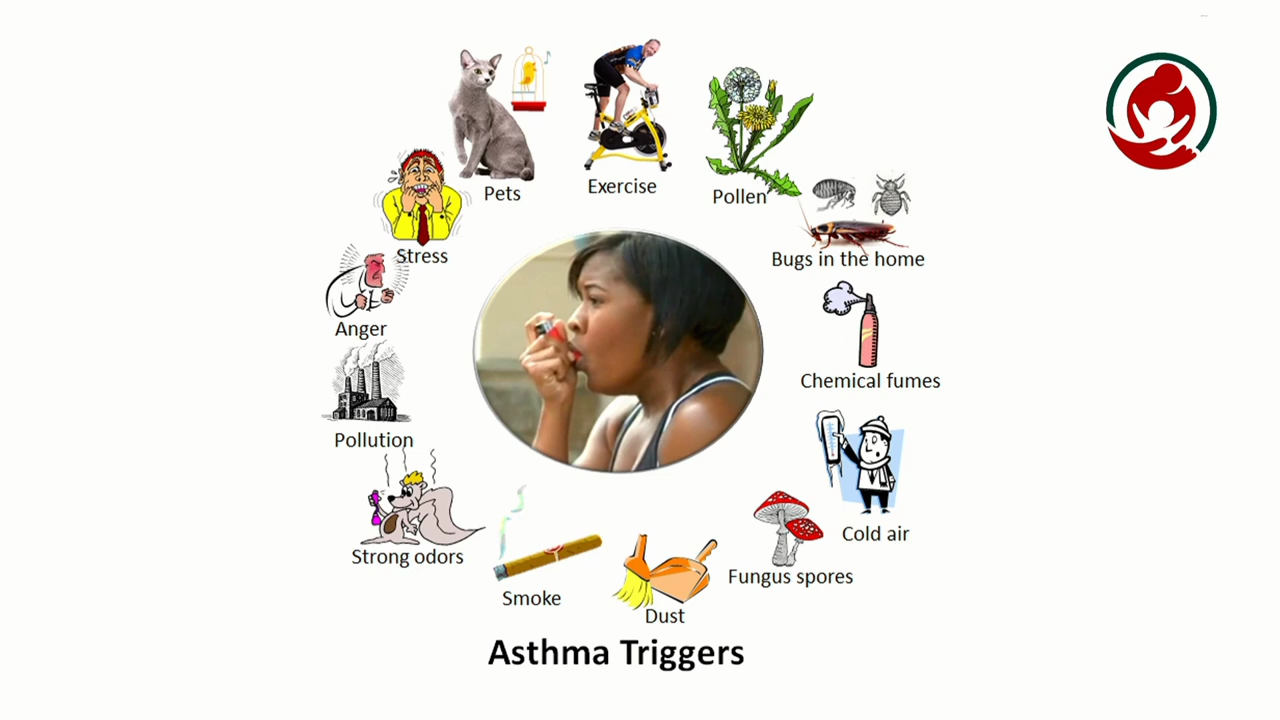 Pets
Exercise
Pollen
Stress
Bugs in the home
Anger
Chemical fumes
Pollution
Cold air
Strong odors
Fungus spores
Smoke
Dust
Asthma Triggers